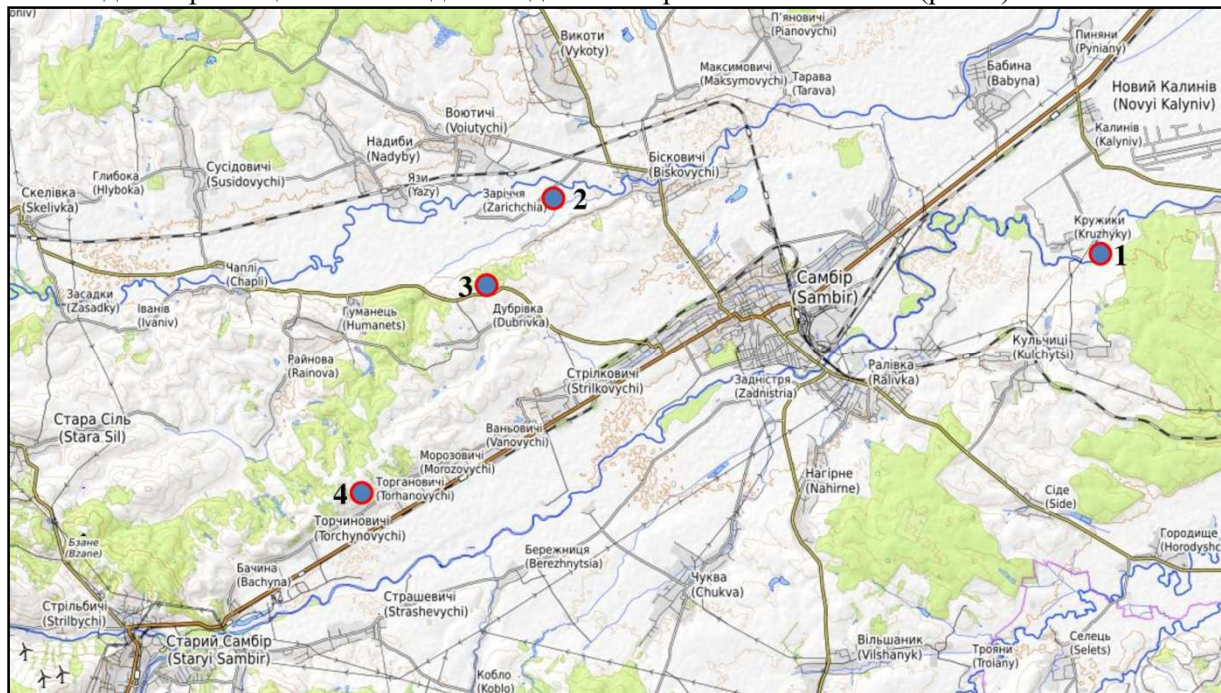 Викоти
(Vykoty)
П'яновичі
(Pianovychi)
Пиняни
(Pyniany)
Максимовичі
(Maksymovychi)
Тарава
(Tarava)
Бабина
(Babyna)
Новий Калинів
(Novyi Kalyniv)
Воютичі
(Voiutychi)
Калинів
(Kalyniv)
Надиби
(Nadyby)
Бісковичі
(Biskovychi)
Глибока
(Hlyboka)
Сусідовичі
(Susidovychi)
Язи
(Yazy)
Скелівка
(Skelivka)
Заріччя
(Zarichchia)
2
Кружики
(Kruzhyky)
1
Чаплі
(Chapli)
3
Самбір
(Sambir)
Засадки
(Zasadky)
Іванів
(Ivaniv)
Гуманець
(Humanets)
Дубрівка
(Dubrivka)
Кульчиці
(Kulchytsi)
Райнова
(Rainova)
Стрілковичі
(Strilkovychi)
Задністря
(Zadnistria)
Ралівка
(Ralivka)
Стара Сіль
(Stara Sil)
Ваньовичі
(Vanovychi)
Морозовичі
(Morozovychi)
Торгановичі
(Torhanovychi)
4
Нагірне
(Nahirne)
Сіде
(Side)
Торчиновичі
(Torchynovychi)
Бзане
(Bzane)
Городище
(Horodyshc
Бережниця
(Berezhnytsia)
Бачина
(Bachyna)
Чуква
(Chukva)
Страшевичі
(Strashevychi)
Стрільбичі
(Strilbychi)
Старий Самбір
(Staryi Sambir)
Вільшаник
(Vilshanyk)
Трояни
(Troiany)
Селець
(Selets)
Кобло
(Koblo)